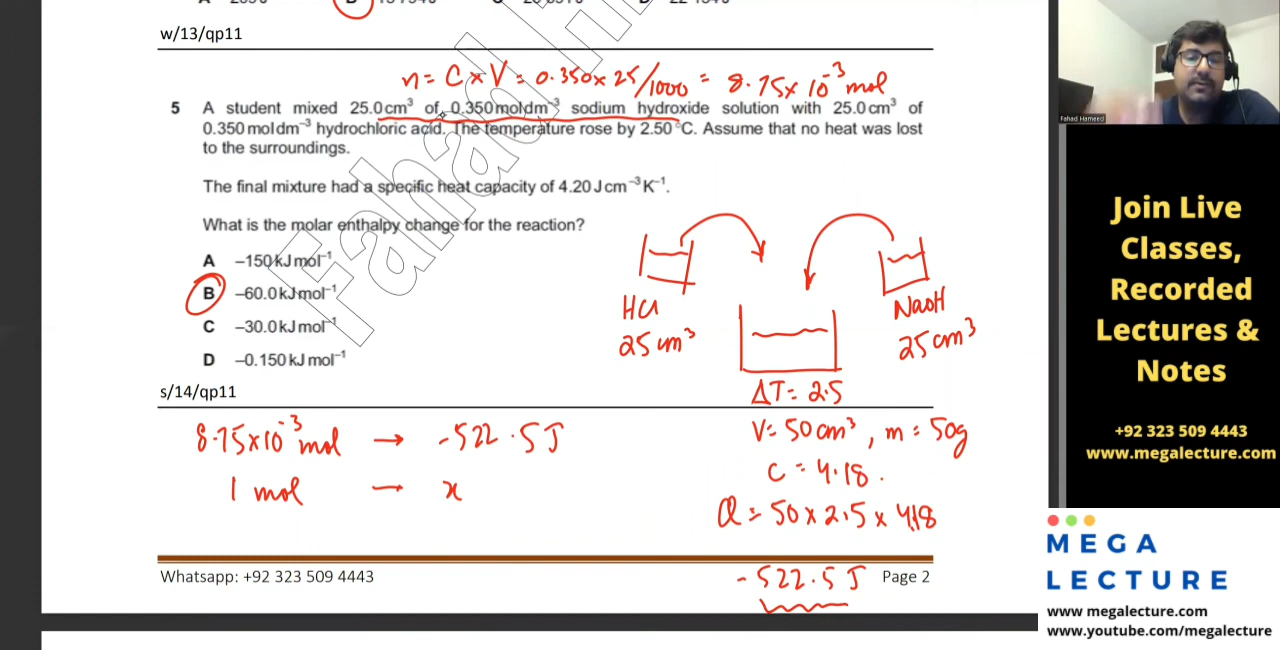 w/13/qp11
n = C × V = 0.350 × 25/1000 = 8.75 × 10⁻³ mol
5 A student mixed 25.0 cm³ of 0.350 mol dm⁻³ sodium hydroxide solution with 25.0 cm³ of
0.350 mol dm⁻³ hydrochloric acid. The temperature rose by 2.50 °C. Assume that no heat was lost
to the surroundings.
The final mixture had a specific heat capacity of 4.20 J cm⁻³ K⁻¹.
What is the molar enthalpy change for the reaction?
A –150 kJ mol⁻¹
B –60.0 kJ mol⁻¹
C –30.0 kJ mol⁻¹
D –0.150 kJ mol⁻¹
HCl
25 cm³
NaOH
25 cm³
ΔT = 2.5
V = 50 cm³, m = 50g
C = 4.18.
Q = 50 × 2.5 × 4.18
- 522.5 J
s/14/qp11
8.75 × 10⁻³ mol → -522.5 J
1 mol — x
Whatsapp: +92 323 509 4443
Page 2
Fahad Hameed
Join Live
Classes,
Recorded
Lectures &
Notes
+92 323 509 4443
www.megalecture.com
MEGA
LECTURE
www megalecture.com
www.youtube.com/megalecture